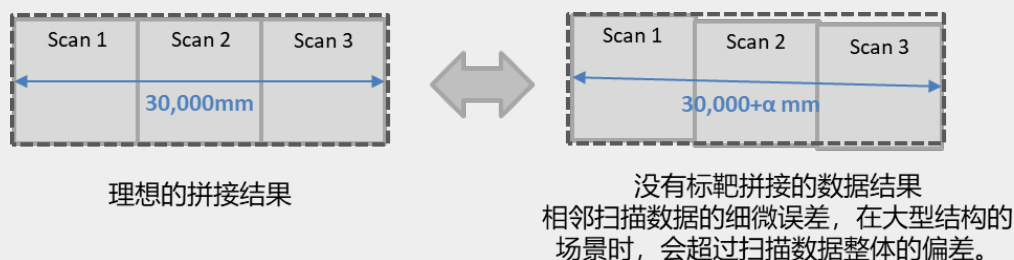 Scan 1 Scan 2 Scan 3
30,000mm
理想的拼接结果
Scan 1 Scan 2 Scan 3
30,000+α mm
没有标靶拼接的数据结果
相邻扫描数据的细微误差，在大型结构的
场景时，会超过扫描数据整体的偏差。